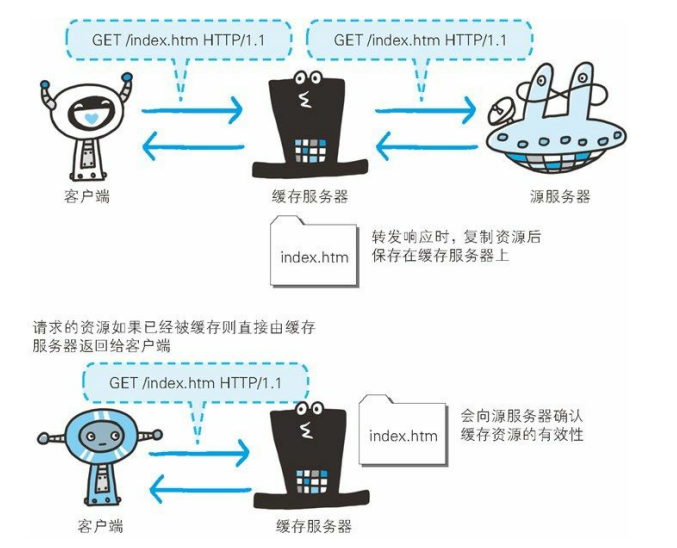 GET /index.htm HTTP/1.1
GET /index.htm HTTP/1.1
客户端
缓存服务器
源服务器
index.htm
转发响应时，复制资源后
保存在缓存服务器上
请求的资源如果已经被缓存则直接由缓存
服务器返回给客户端
GET /index.htm HTTP/1.1
index.htm
会向源服务器确认
缓存资源的有效性
客户端
缓存服务器